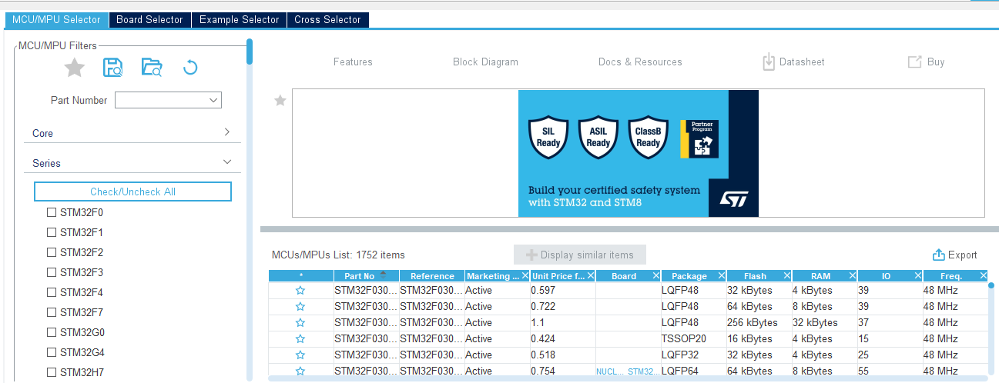 MCU/MPU Selector Board Selector Example Selector Cross Selector
MCU/MPU Filters
Part Number
Core
Series
Check/Uncheck All
STM32F0
STM32F1
STM32F2
STM32F3
STM32F4
STM32F7
STM32G0
STM32G4
STM32H7
Features Block Diagram Docs & Resources Datasheet Buy
SIL Ready
ASIL Ready
ClassB Ready
Partner Program
Build your certified safety system
with STM32 and STM8
ST
MCUs/MPUs List: 1752 items Display similar items Export
* Part No Reference Marketing ... Unit Price f... Board Package Flash RAM IO Freq.
STM32F030... STM32F030... Active 0.597 LQFP48 32 kBytes 4 kBytes 39 48 MHz
STM32F030... STM32F030... Active 0.722 LQFP48 64 kBytes 8 kBytes 39 48 MHz
STM32F030... STM32F030... Active 1.1 LQFP48 256 kBytes 32 kBytes 37 48 MHz
STM32F030... STM32F030... Active 0.424 TSSOP20 16 kBytes 4 kBytes 15 48 MHz
STM32F030... STM32F030... Active 0.518 LQFP32 32 kBytes 4 kBytes 25 48 MHz
STM32F030... STM32F030... Active 0.754 NUCL... STM32... LQFP64 64 kBytes 8 kBytes 55 48 MHz